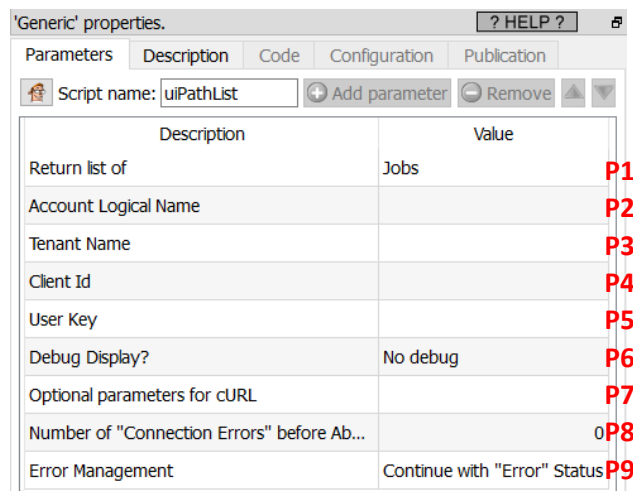 'Generic' properties. ? HELP ?
Parameters Description Code Configuration Publication
Script name: uiPathList Add parameter Remove
Description Value
Return list of Jobs P1
Account Logical Name P2
Tenant Name P3
Client Id P4
User Key P5
Debug Display? No debug P6
Optional parameters for cURL P7
Number of "Connection Errors" before Ab... 0 P8
Error Management Continue with "Error" Status P9